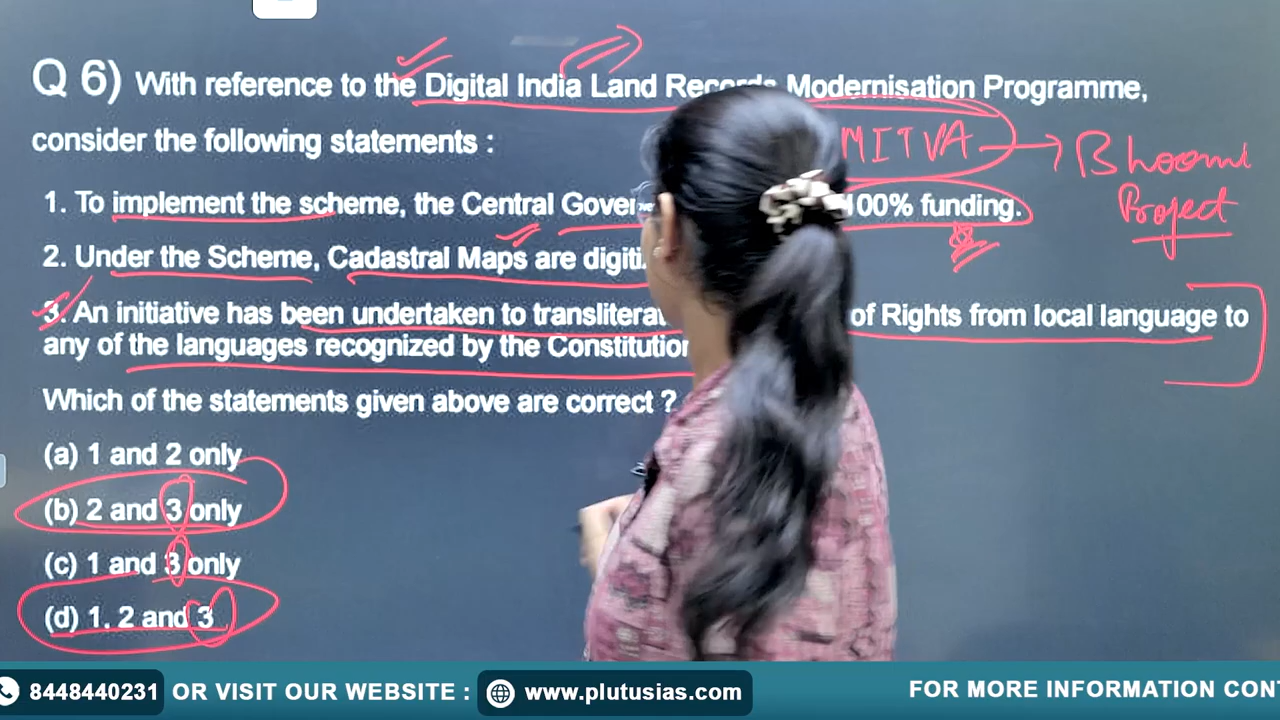 Q 6) With reference to the Digital India Land Records Modernisation Programme,
consider the following statements :
MITVA → Bhoomi
Project
1. To implement the scheme, the Central Gover 100% funding.
2. Under the Scheme, Cadastral Maps are digiti
3. An initiative has been undertaken to transliterat of Rights from local language to
any of the languages recognized by the Constitution
Which of the statements given above are correct ?
(a) 1 and 2 only
(b) 2 and 3 only
(c) 1 and 3 only
(d) 1, 2 and 3
8448440231 OR VISIT OUR WEBSITE : www.plutusias.com FOR MORE INFORMATION CONT